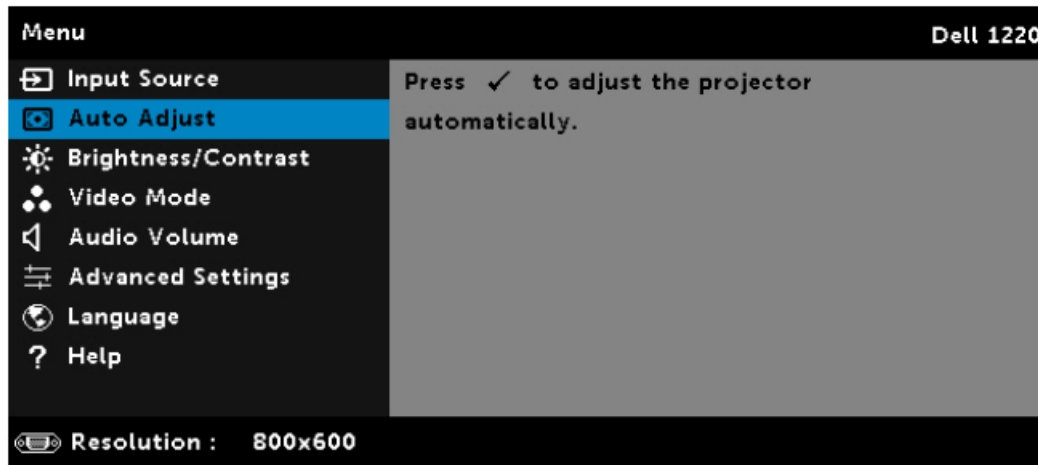 Menu Dell 1220
Input Source
Auto Adjust
Brightness/Contrast
Video Mode
Audio Volume
Advanced Settings
Language
? Help
Press ✓ to adjust the projector
automatically.
Resolution : 800x600